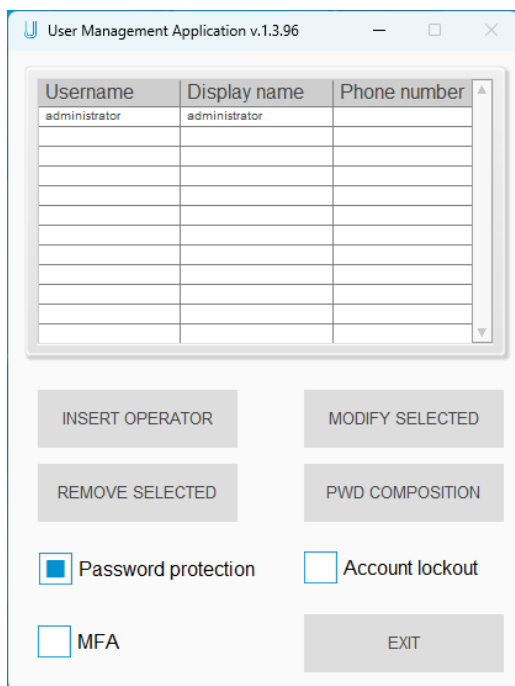 User Management Application v.1.3.96
Username Display name Phone number
administrator administrator
INSERT OPERATOR MODIFY SELECTED
REMOVE SELECTED PWD COMPOSITION
Password protection Account lockout
MFA EXIT